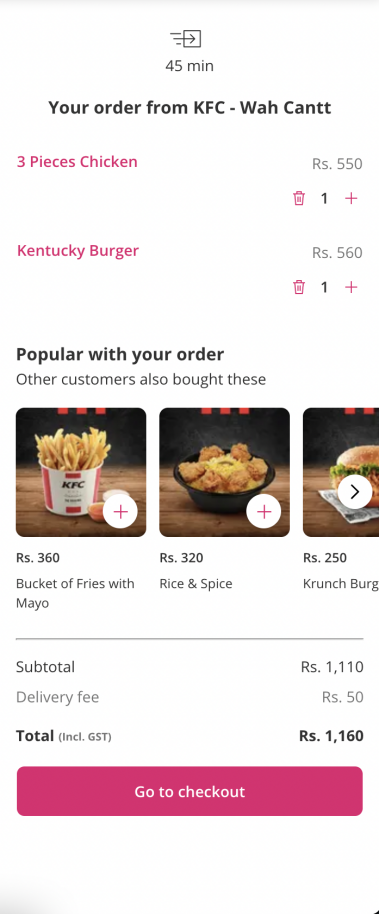 45 min
Your order from KFC - Wah Cantt
3 Pieces Chicken Rs. 550
1 +
Kentucky Burger Rs. 560
1 +
Popular with your order
Other customers also bought these
KFC
Rs. 360 Rs. 320 Rs. 250
Bucket of Fries with Rice & Spice Krunch Burg
Mayo
Subtotal Rs. 1,110
Delivery fee Rs. 50
Total (Incl. GST) Rs. 1,160
Go to checkout